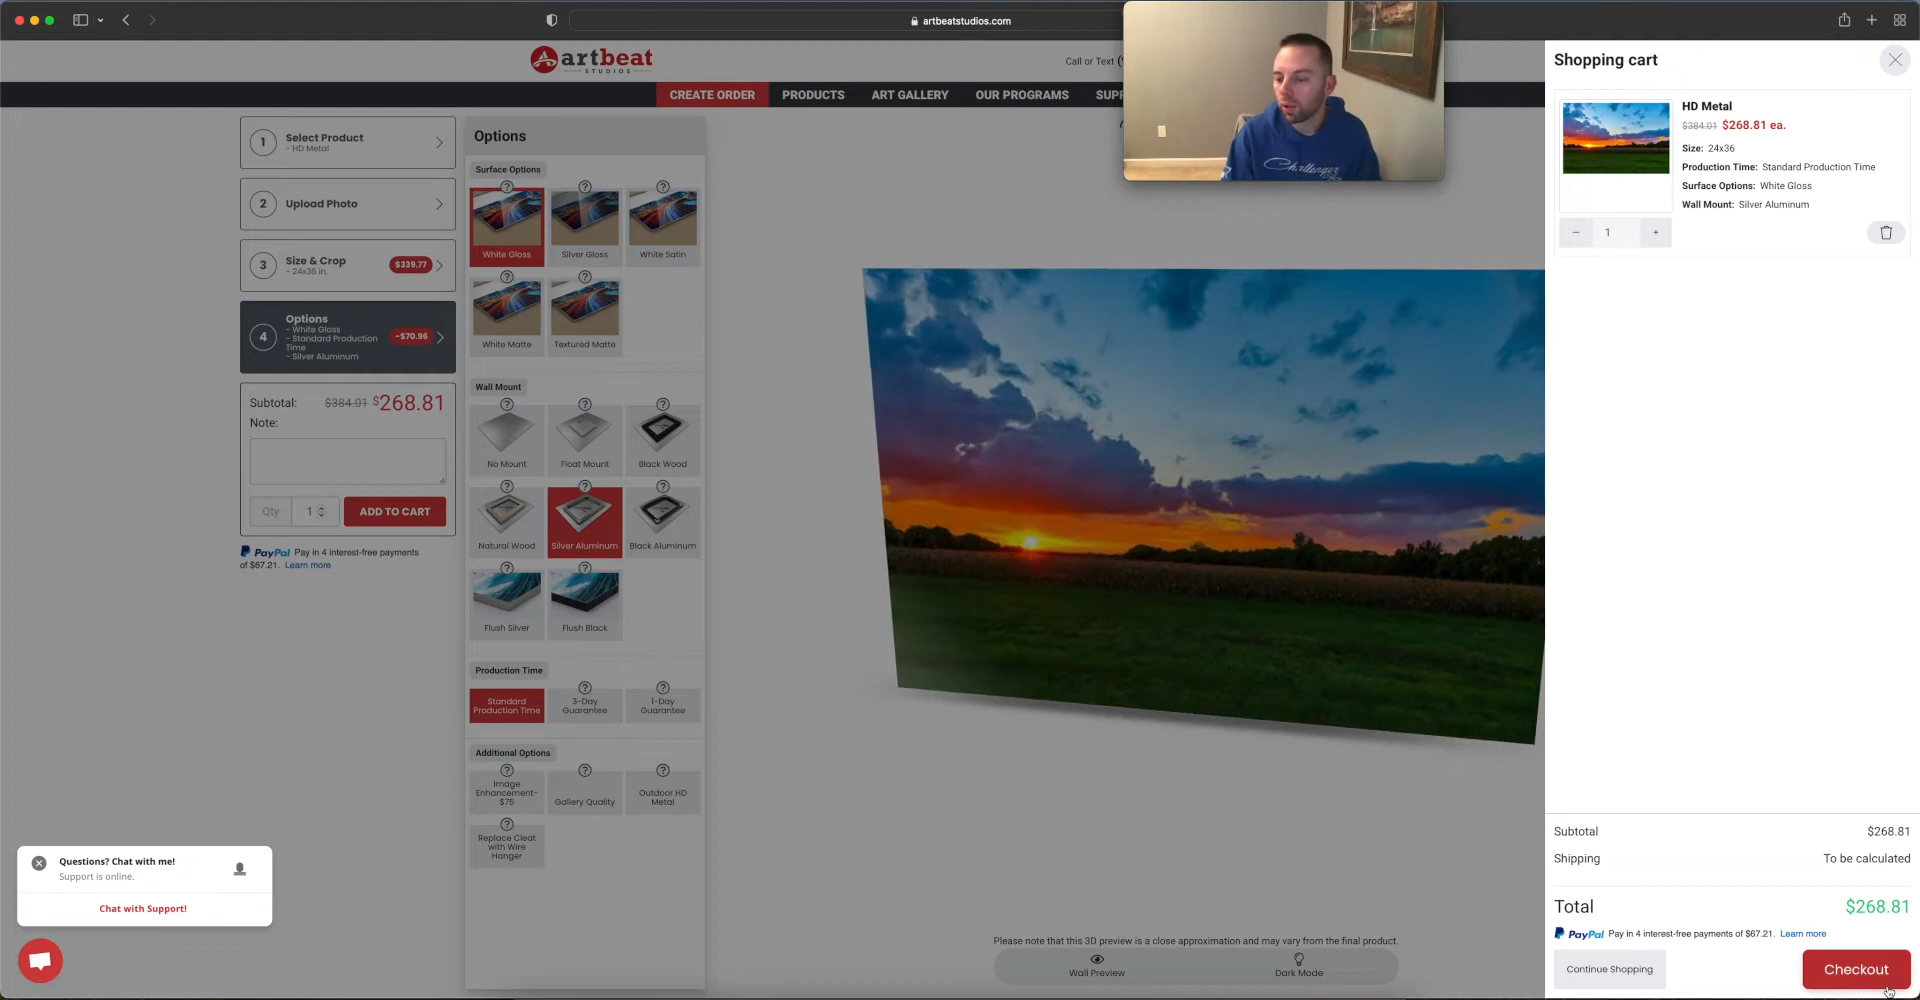 artbeatstudios.com
artbeat
STUDIOS
Call or Text
CREATE ORDER
PRODUCTS
ART GALLERY
OUR PROGRAMS
1
Select Product
- HD Metal
2
Upload Photo
3
Size & Crop
- 24x36 in.
$339.77
4
Options
- White Gloss
- Standard Production
Time
- Silver Aluminum
-$70.96
Subtotal: $384.01 $268.81
Note:
Qty 1 ADD TO CART
PayPal Pay in 4 interest-free payments
of $67.21. Learn more
Options
Surface Options
? ? ?
White Gloss Silver Gloss White Satin
? ?
White Matte Textured Matte
Wall Mount
? ? ?
No Mount Float Mount Black Wood
? ? ?
Natural Wood Silver Aluminum Black Aluminum
? ?
Flush Silver Flush Black
Production Time
? ?
Standard
Production Time
3-Day
Guarantee
1-Day
Guarantee
Additional Options
? ? ?
Image
Enhancement-
$75
Gallery Quality
Outdoor HD
Metal
?
Replace Cleat
with Wire
Hanger
Questions? Chat with me!
Support is online.
Chat with Support!
Challenger
Please note that this 3D preview is a close approximation and may vary from the final product.
Wall Preview
Dark Mode
Shopping cart
HD Metal
$384.01 $268.81 ea.
Size: 24x36
Production Time: Standard Production Time
Surface Options: White Gloss
Wall Mount: Silver Aluminum
− 1 +
Subtotal $268.81
Shipping To be calculated
Total $268.81
PayPal Pay in 4 interest-free payments of $67.21. Learn more
Continue Shopping
Checkout